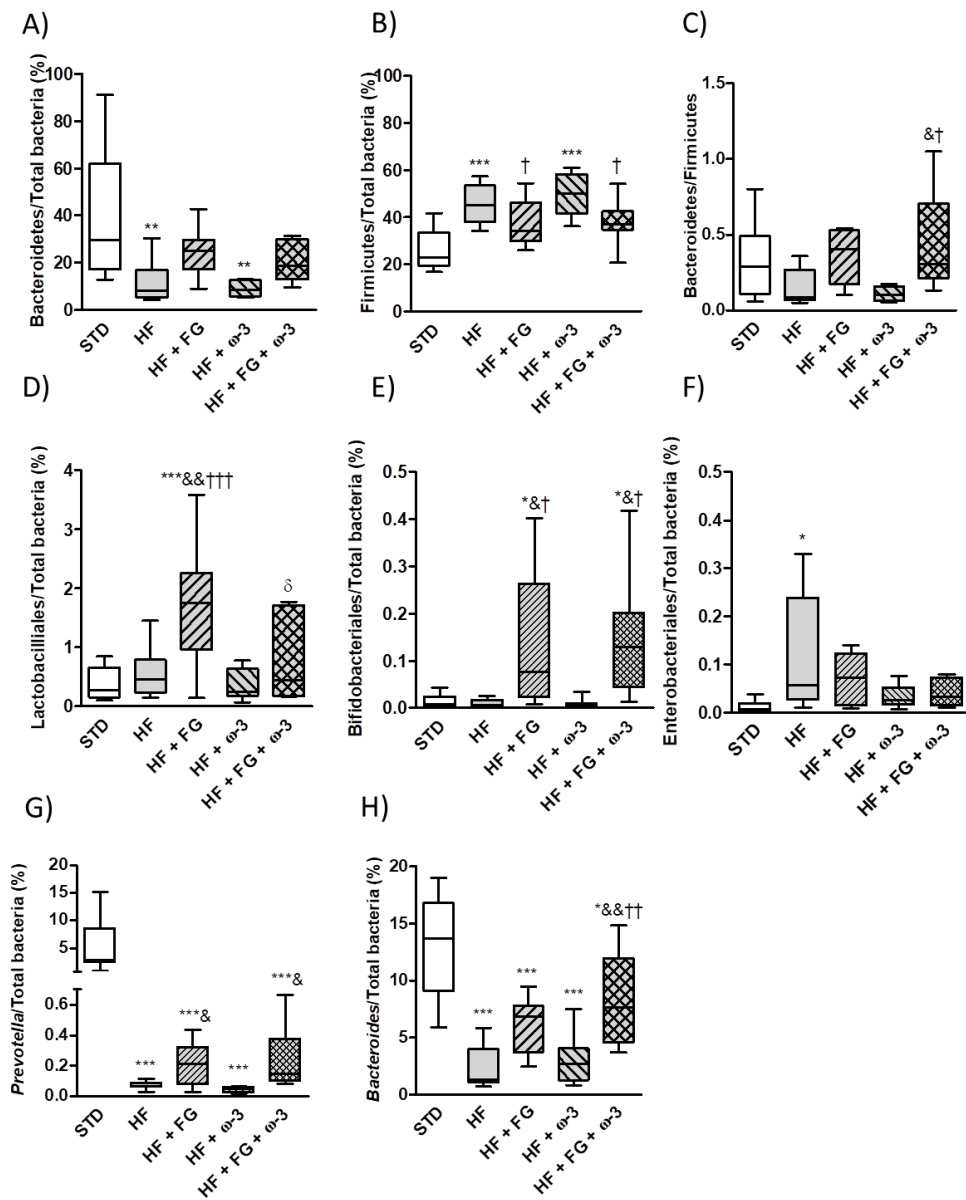 A)
Bacteroidetes/Total bacteria (%)
100
80
60
40
20
0
**
**
STD
HF
HF + FG
HF + ω-3
HF + FG + ω-3
B)
Firmicutes/Total bacteria (%)
100
80
60
40
20
0
***
†
***
†
STD
HF
HF + FG
HF + ω-3
HF + FG + ω-3
C)
Bacteroidetes/Firmicutes
1.5
1.0
0.5
0.0
&†
STD
HF
HF + FG
HF + ω-3
HF + FG + ω-3
D)
Lactobacilliales/Total bacteria (%)
4
3
2
1
0
***&&†††
δ
STD
HF
HF + FG
HF + ω-3
HF + FG + ω-3
E)
Bifidobacteriales/Total bacteria (%)
0.5
0.4
0.3
0.2
0.1
0.0
*&†
*&†
STD
HF
HF + FG
HF + ω-3
HF + FG + ω-3
F)
Enterobacteriales/Total bacteria (%)
0.5
0.4
0.3
0.2
0.1
0.0
*
STD
HF
HF + FG
HF + ω-3
HF + FG + ω-3
G)
Prevotella/Total bacteria (%)
20
15
10
5
0.6
0.4
0.2
0.0
***
***&
***
***&
STD
HF
HF + FG
HF + ω-3
HF + FG + ω-3
H)
Bacteroides/Total bacteria (%)
20
15
10
5
0
***
***
***
*&&††
STD
HF
HF + FG
HF + ω-3
HF + FG + ω-3